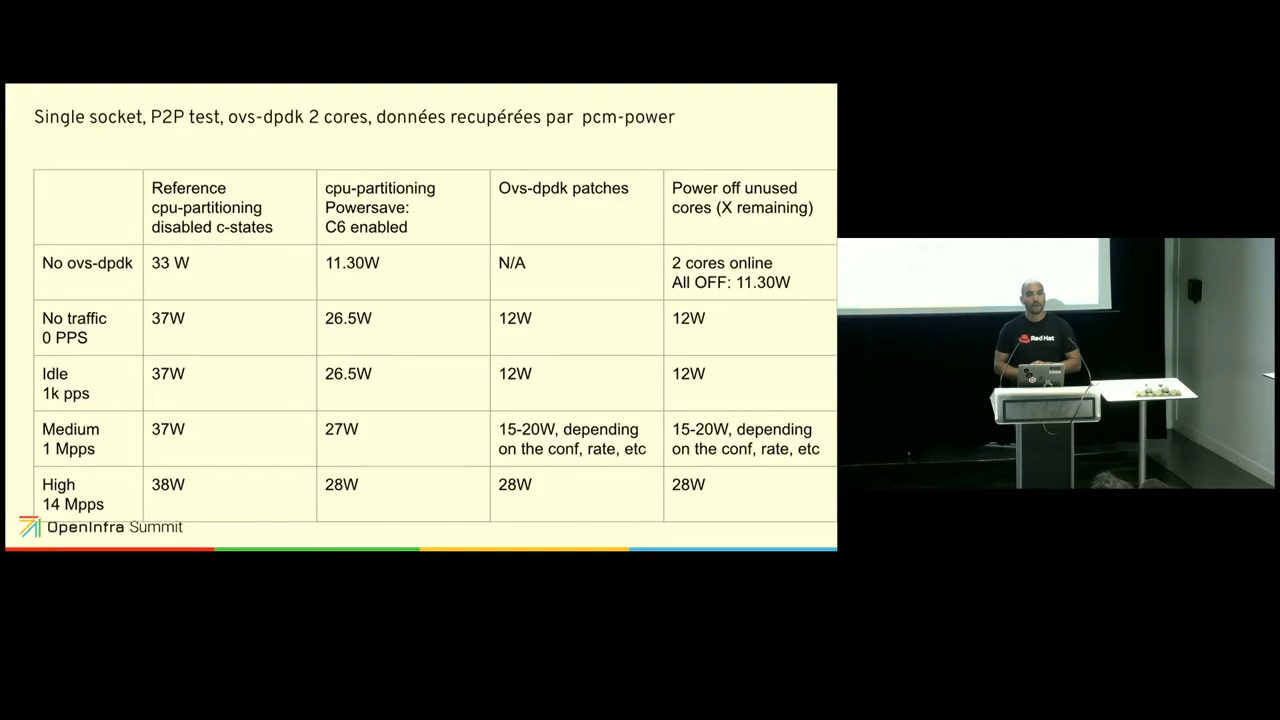 Single socket, P2P test, ovs-dpdk 2 cores, données recupérées par pcm-power
Reference
cpu-partitioning
disabled c-states
cpu-partitioning
Powersave:
C6 enabled
Ovs-dpdk patches
Power off unused
cores (X remaining)
No ovs-dpdk
33 W
11.30W
N/A
2 cores online
All OFF: 11.30W
No traffic
0 PPS
37W
26.5W
12W
12W
Idle
1k pps
37W
26.5W
12W
12W
Medium
1 Mpps
37W
27W
15-20W, depending
on the conf, rate, etc
15-20W, depending
on the conf, rate, etc
High
14 Mpps
38W
28W
28W
28W
OpenInfra Summit
Red Hat